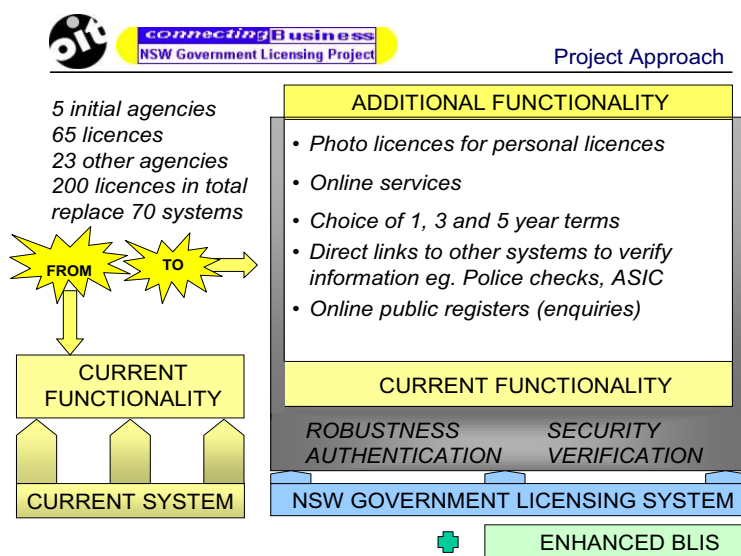 oit
connecting Business
NSW Government Licensing Project
Project Approach
5 initial agencies
65 licences
23 other agencies
200 licences in total
replace 70 systems
FROM
TO
CURRENT
FUNCTIONALITY
CURRENT SYSTEM
ADDITIONAL FUNCTIONALITY
• Photo licences for personal licences
• Online services
• Choice of 1, 3 and 5 year terms
• Direct links to other systems to verify
information eg. Police checks, ASIC
• Online public registers (enquiries)
CURRENT FUNCTIONALITY
ROBUSTNESS SECURITY
AUTHENTICATION VERIFICATION
NSW GOVERNMENT LICENSING SYSTEM
ENHANCED BLIS